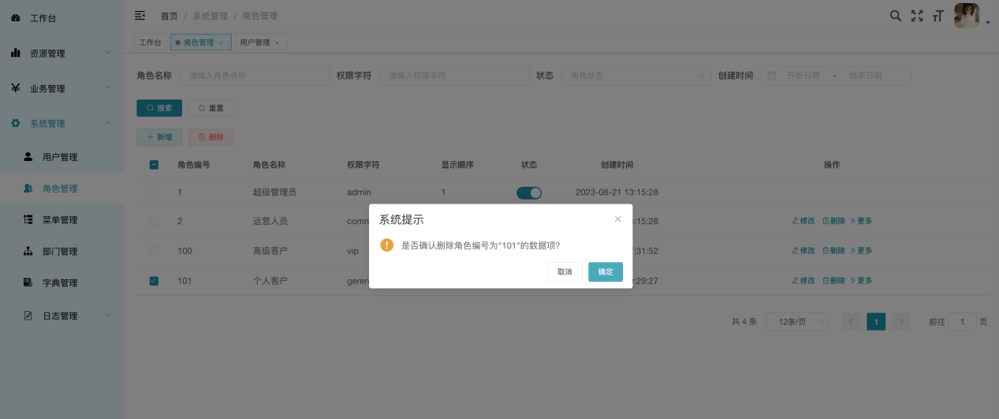 工作台
资源管理
业务管理
系统管理
用户管理
角色管理
菜单管理
部门管理
字典管理
日志管理
首页 / 系统管理 / 角色管理
工作台 角色管理 × 用户管理 ×
角色名称 请输入角色名称 权限字符 请输入权限字符 状态 角色状态 创建时间 开始日期 - 结束日期
搜索 重置
+ 新增 删除
角色编号 角色名称 权限字符 显示顺序 状态 创建时间 操作
1 超级管理员 admin 1 2023-08-21 13:15:28
2 运营人员 comm :15:28 修改 删除 更多
100 高级客户 vip :31:52 修改 删除 更多
101 个人客户 geren :29:27 修改 删除 更多
系统提示
是否确认删除角色编号为"101"的数据项?
取消 确定
共 4 条 12条/页 1 前往 1 页